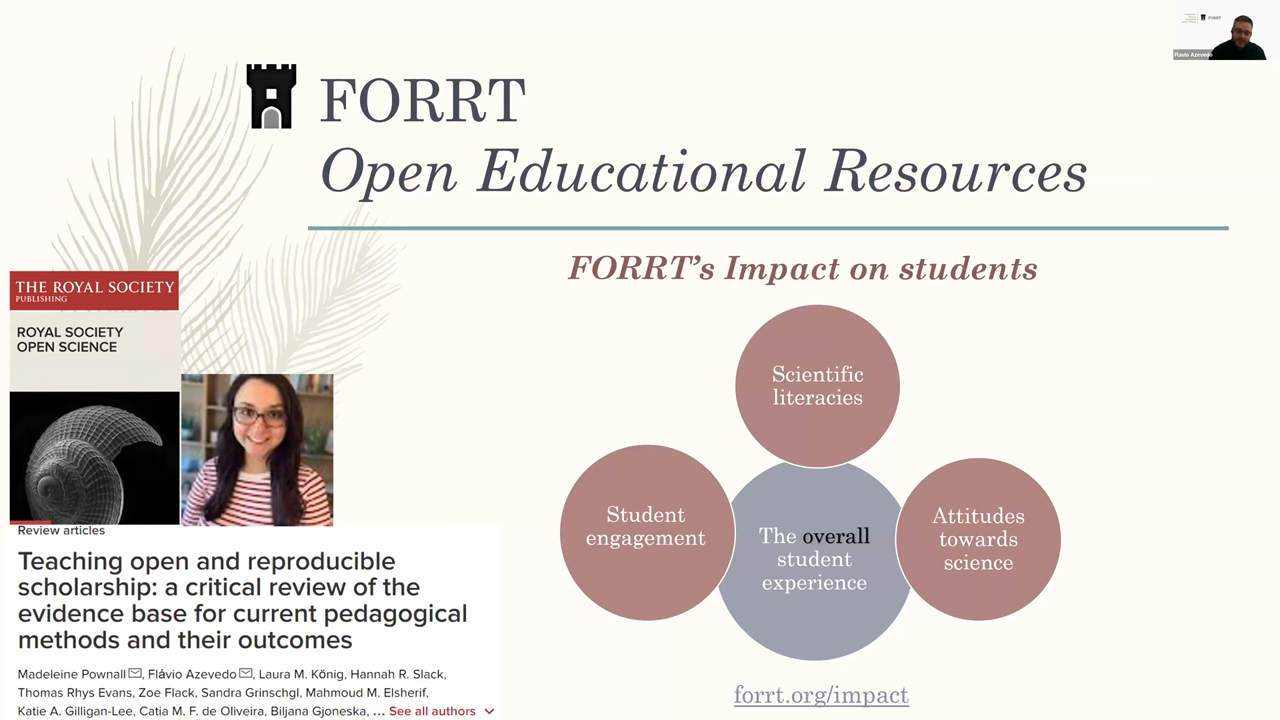 FORRT
Open Educational Resources
FORRT
Flavio Azevedo
THE ROYAL SOCIETY
PUBLISHING
ROYAL SOCIETY
OPEN SCIENCE
Review articles
Teaching open and reproducible
scholarship: a critical review of the
evidence base for current pedagogical
methods and their outcomes
Madeleine Pownall, Flávio Azevedo, Laura M. König, Hannah R. Slack,
Thomas Rhys Evans, Zoe Flack, Sandra Grinschgl, Mahmoud M. Elsherif,
Katie A. Gilligan-Lee, Catia M. F. de Oliveira, Biljana Gjoneska, ... See all authors
FORRT’s Impact on students
Scientific
literacies
Student
engagement
The overall
student
experience
Attitudes
towards
science
forrt.org/impact